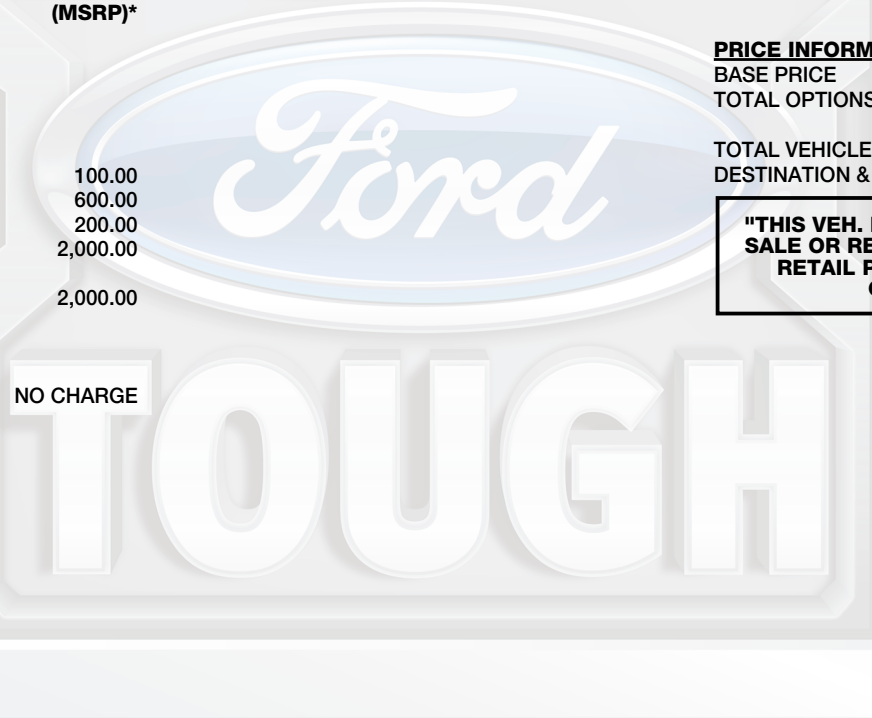 (MSRP)*
100.00
600.00
200.00
2,000.00
2,000.00
NO CHARGE
PRICE INFORM
BASE PRICE
TOTAL OPTIONS
TOTAL VEHICLE
DESTINATION &
"THIS VEH.
SALE OR RE
RETAIL P
Ford
TOUGH